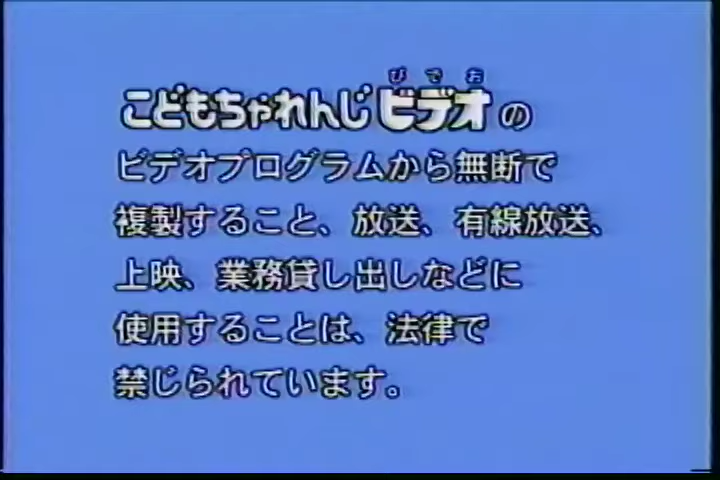 びでお
こどもちゃれんじビデオの
ビデオプログラムから無断で
複製すること、放送、有線放送、
上映、業務貸し出しなどに
使用することは、法律で
禁じられています。